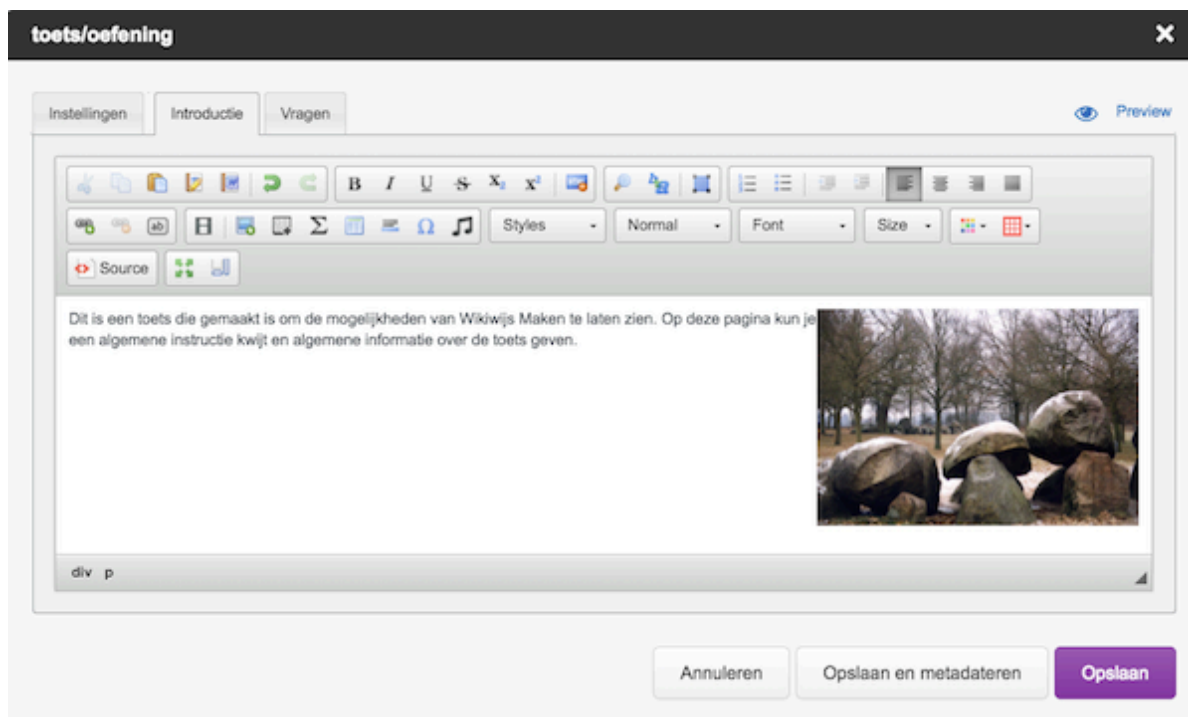 toets/oefening
Instellingen Introductie Vragen Preview
B I U S X₂ X²
Σ Ω Styles Normal Font Size
Source
Dit is een toets die gemaakt is om de mogelijkheden van Wikiwijs Maken te laten zien. Op deze pagina kun je
een algemene instructie kwijt en algemene informatie over de toets geven.
div p
Annuleren Opslaan en metadateren Opslaan